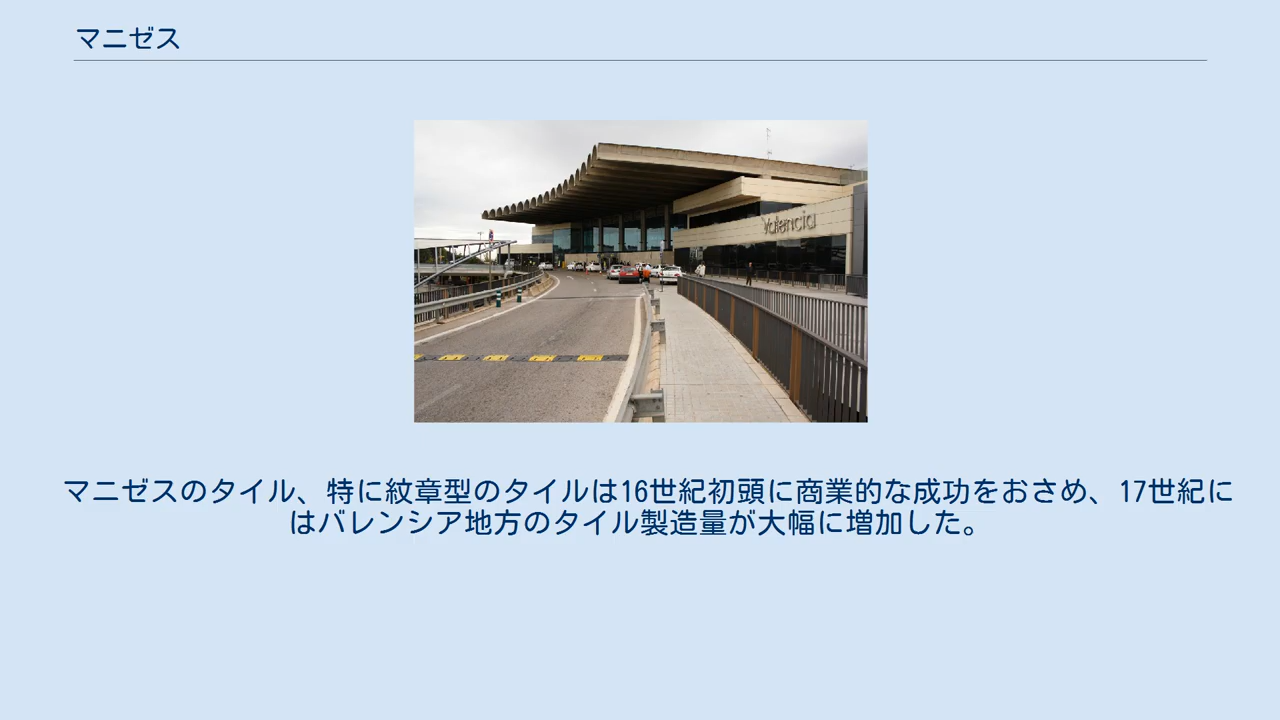 マニゼス
Valencia
マニゼスのタイル、特に紋章型のタイルは16世紀初頭に商業的な成功をおさめ、17世紀に
はバレンシア地方のタイル製造量が大幅に増加した。